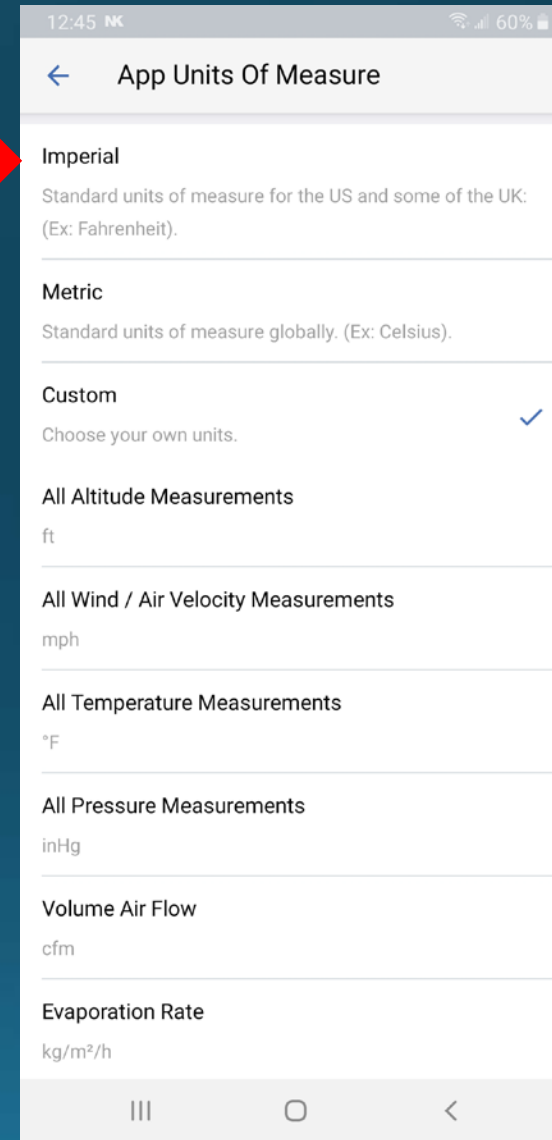 12:45 NK 60%
App Units Of Measure
Imperial
Standard units of measure for the US and some of the UK:
(Ex: Fahrenheit).
Metric
Standard units of measure globally. (Ex: Celsius).
Custom
Choose your own units.
All Altitude Measurements
ft
All Wind / Air Velocity Measurements
mph
All Temperature Measurements
°F
All Pressure Measurements
inHg
Volume Air Flow
cfm
Evaporation Rate
kg/m²/h